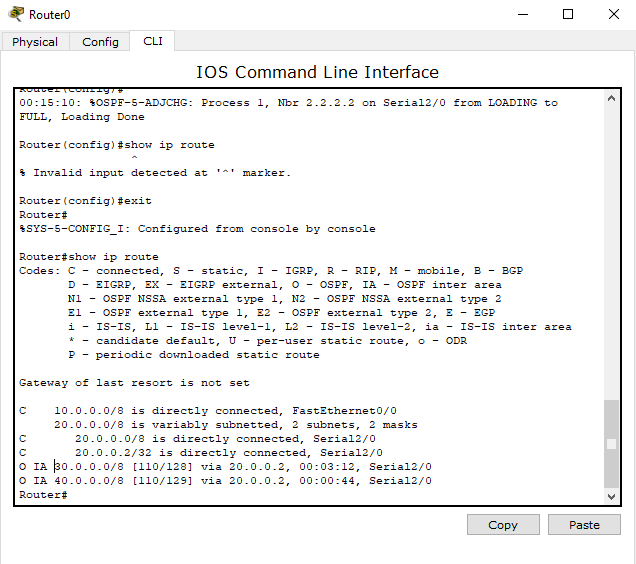 Router0
Physical Config CLI
IOS Command Line Interface
Router(config)#
00:15:10: %OSPF-5-ADJCHG: Process 1, Nbr 2.2.2.2 on Serial2/0 from LOADING to
FULL, Loading Done
Router(config)#show ip route
^
% Invalid input detected at '^' marker.
Router(config)#exit
Router#
%SYS-5-CONFIG_I: Configured from console by console
Router#show ip route
Codes: C - connected, S - static, I - IGRP, R - RIP, M - mobile, B - BGP
D - EIGRP, EX - EIGRP external, O - OSPF, IA - OSPF inter area
N1 - OSPF NSSA external type 1, N2 - OSPF NSSA external type 2
E1 - OSPF external type 1, E2 - OSPF external type 2, E - EGP
i - IS-IS, L1 - IS-IS level-1, L2 - IS-IS level-2, ia - IS-IS inter area
* - candidate default, U - per-user static route, o - ODR
P - periodic downloaded static route
Gateway of last resort is not set
C 10.0.0.0/8 is directly connected, FastEthernet0/0
20.0.0.0/8 is variably subnetted, 2 subnets, 2 masks
C 20.0.0.0/8 is directly connected, Serial2/0
C 20.0.0.2/32 is directly connected, Serial2/0
O IA 30.0.0.0/8 [110/128] via 20.0.0.2, 00:03:12, Serial2/0
O IA 40.0.0.0/8 [110/129] via 20.0.0.2, 00:00:44, Serial2/0
Router#
Copy Paste